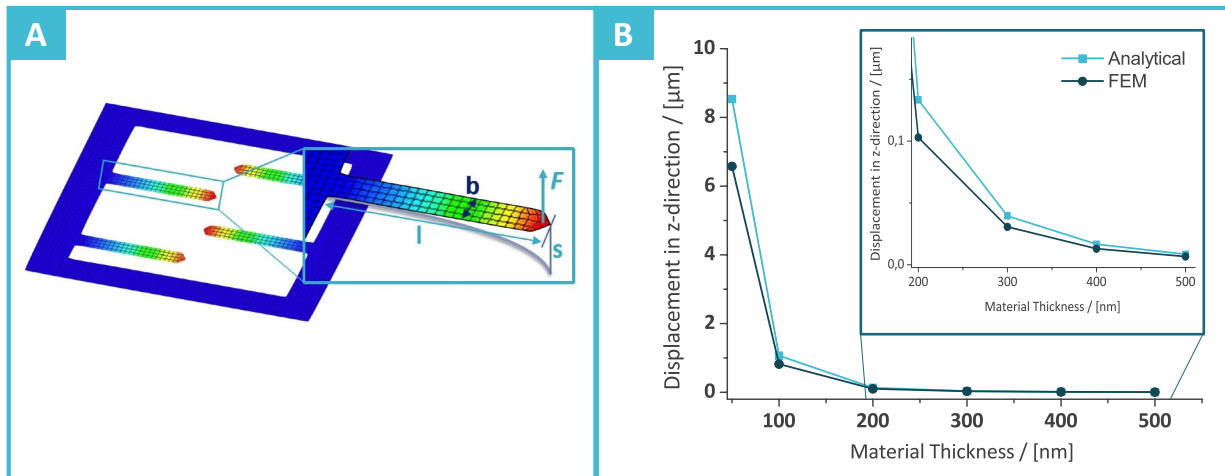 A
F
b
l
s
B
Displacement in z-direction / [µm]
10
8
6
4
2
0
100
200
300
400
500
Material Thickness / [nm]
Analytical
FEM
Displacement in z-direction / [µm]
0,1
0,0
200
300
400
500
Material Thickness / [nm]